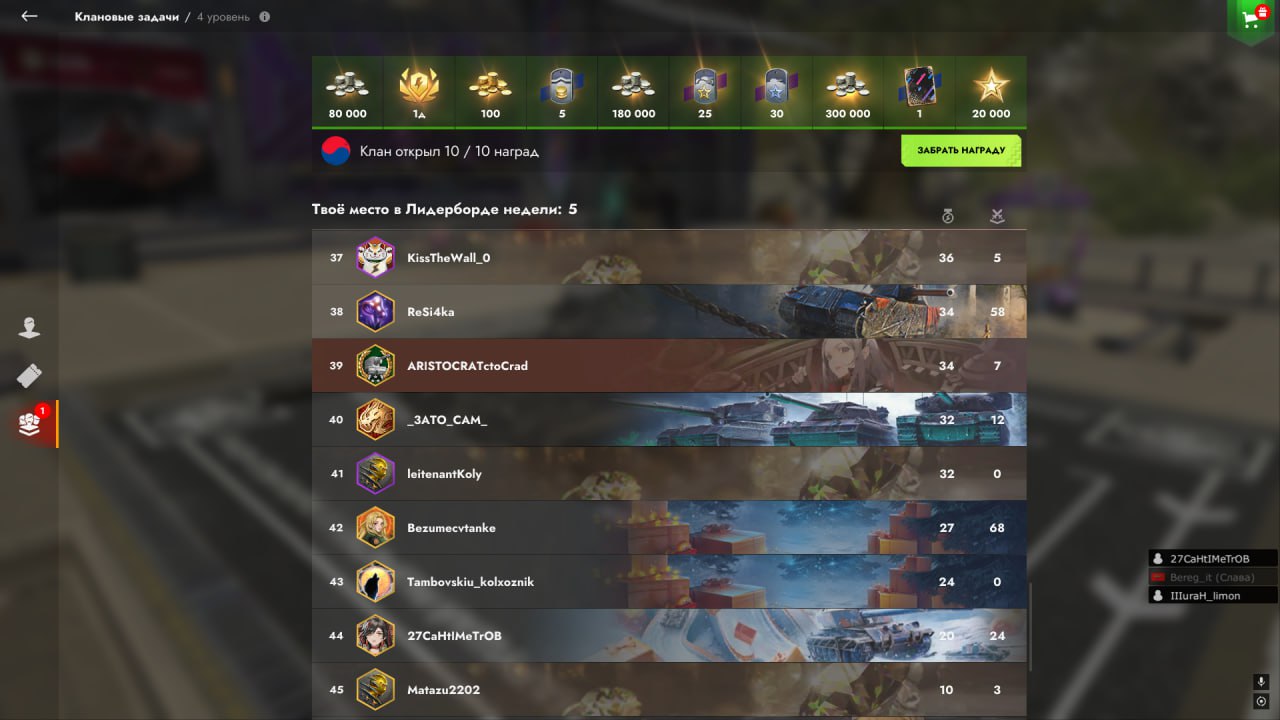 Клановые задачи / 4 уровень
80 000 1д 100 5 180 000 25 30 300 000 1 20 000
Клан открыл 10 / 10 наград
ЗАБРАТЬ НАГРАДУ
Твоё место в Лидерборде недели: 5
37 KissTheWall_0 36 5
38 ReSi4ka 34 58
39 ARISTOCRATctoCrad 34 7
40 _3ATO_CAM_ 32 12
1
41 leitenantKoly 32 0
42 Bezumecvtanke 27 68
27CaHtIMeTrOB
Bereg_it (Слава)
IIIuraH_limon
43 Tambovskiu_kolxoznik 24 0
44 27CaHtIMeTrOB 20 24
45 Matazu2202 10 3